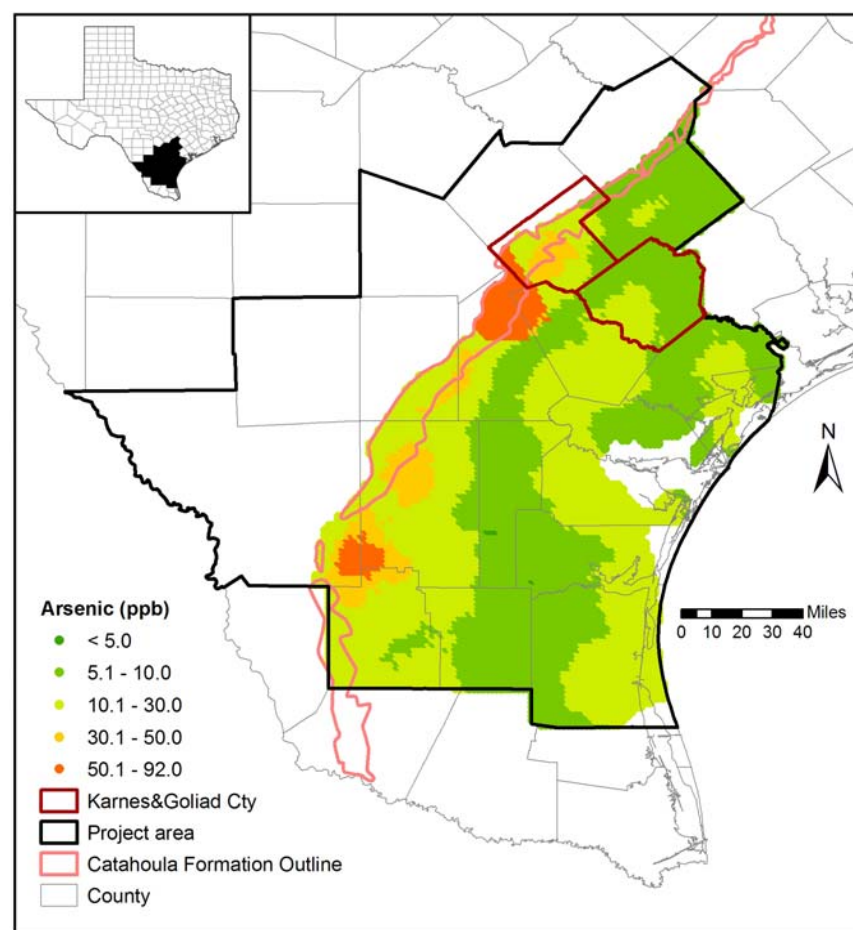 N
Miles
0 10 20 30 40
Arsenic (ppb)
< 5.0
5.1 - 10.0
10.1 - 30.0
30.1 - 50.0
50.1 - 92.0
Karnes&Goliad Cty
Project area
Catahoula Formation Outline
County